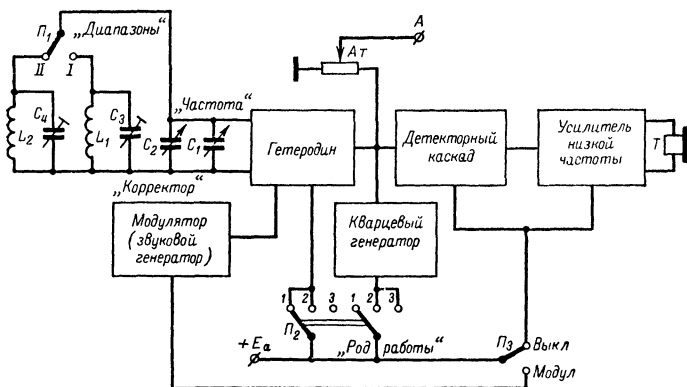 П₁ „Диапазоны“
II I
А
Ат
L₂ C₄ L₁ C₃ C₂ C₁
„Частота“
„Корректор“
Гетеродин
Детекторный каскад
Усилитель низкой частоты
Т
Модулятор (звуковой генератор)
Кварцевый генератор
1 2 3 1 2 3
П₂
+Eа
„Род работы“
П₃
Выкл
Модул